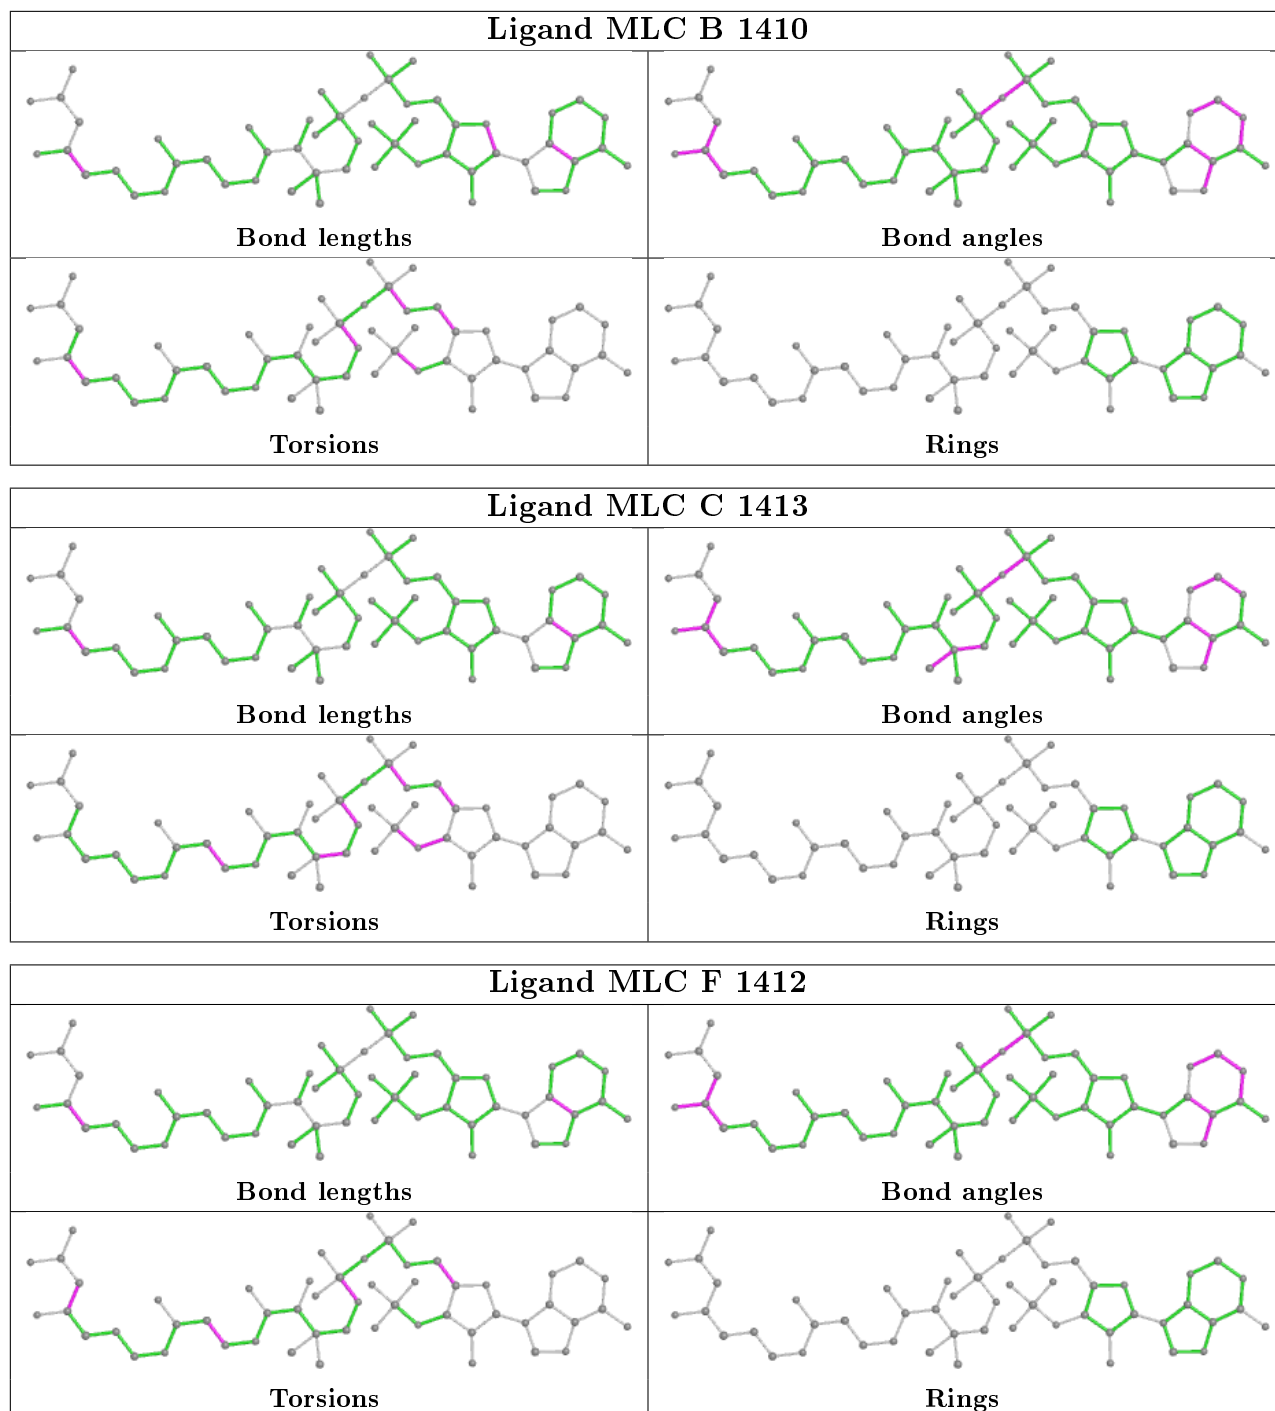 Ligand MLC B 1410
Bond lengths
Bond angles
Torsions
Rings
Ligand MLC C 1413
Bond lengths
Bond angles
Torsions
Rings
Ligand MLC F 1412
Bond lengths
Bond angles
Torsions
Rings